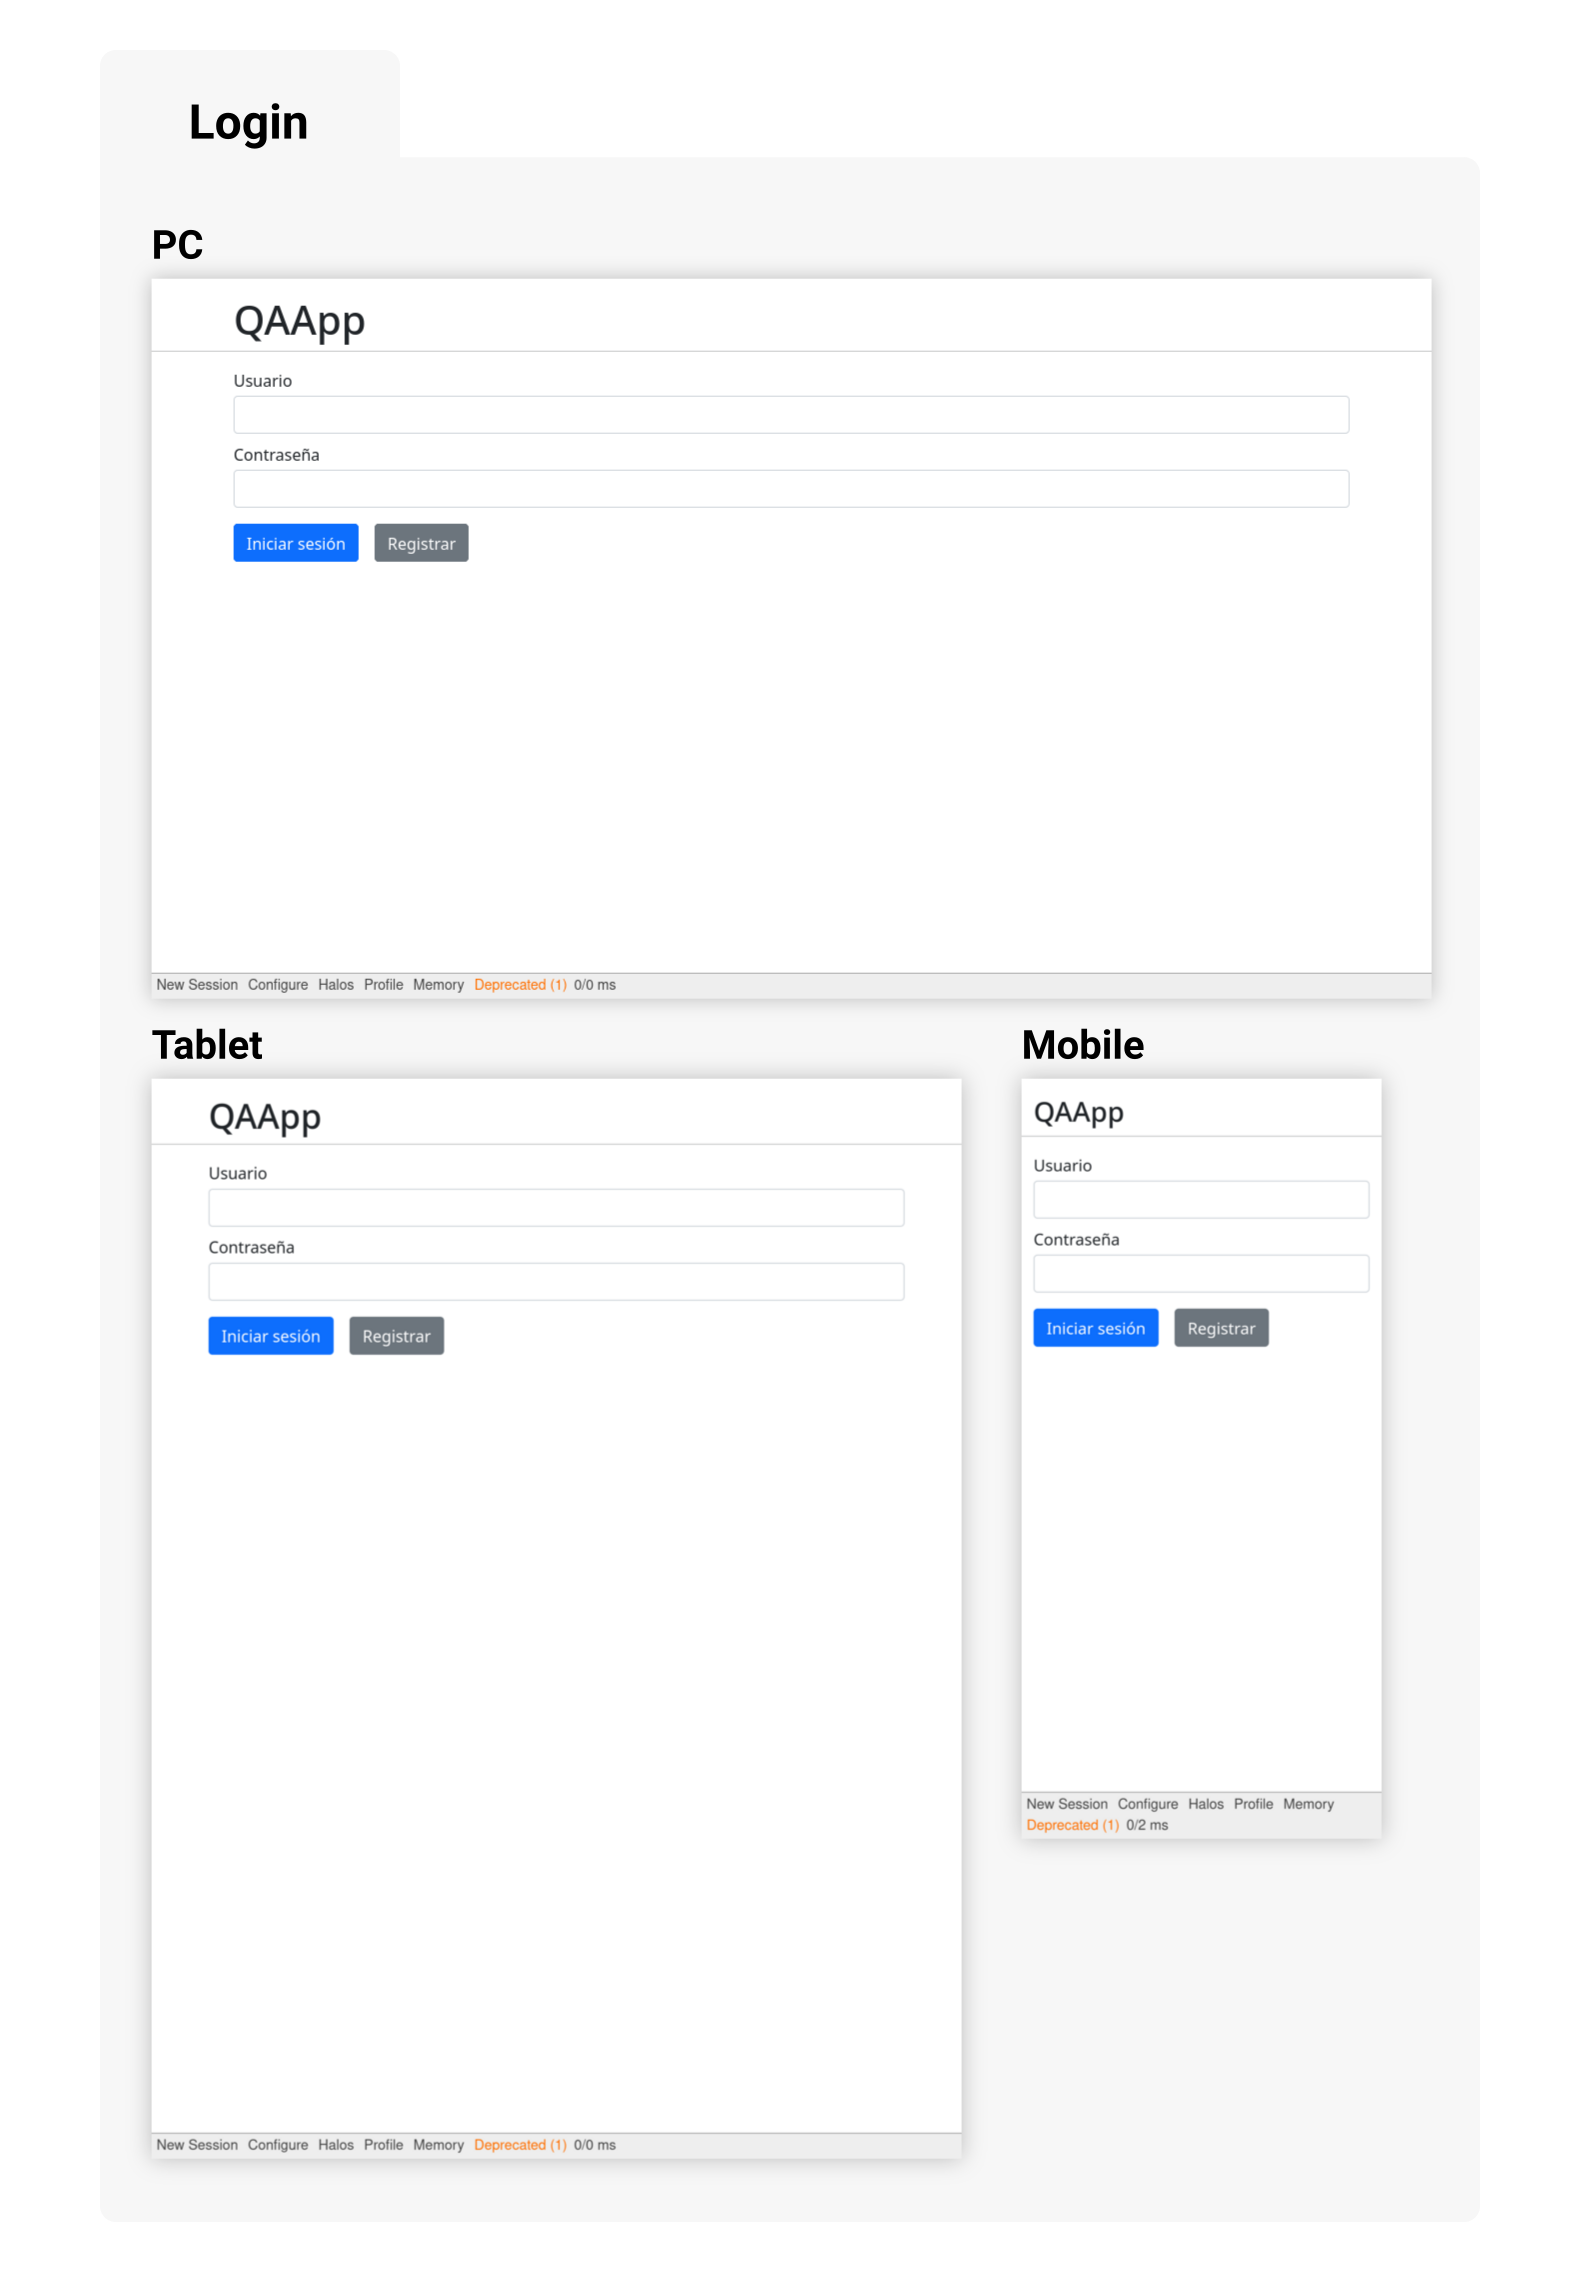 Login
PC
QAApp
Usuario
Contraseña
Iniciar sesión Registrar
New Session Configure Halos Profile Memory Deprecated (1) 0/0 ms
Tablet
QAApp
Usuario
Contraseña
Iniciar sesión Registrar
New Session Configure Halos Profile Memory Deprecated (1) 0/0 ms
Mobile
QAApp
Usuario
Contraseña
Iniciar sesión Registrar
New Session Configure Halos Profile Memory
Deprecated (1) 0/2 ms